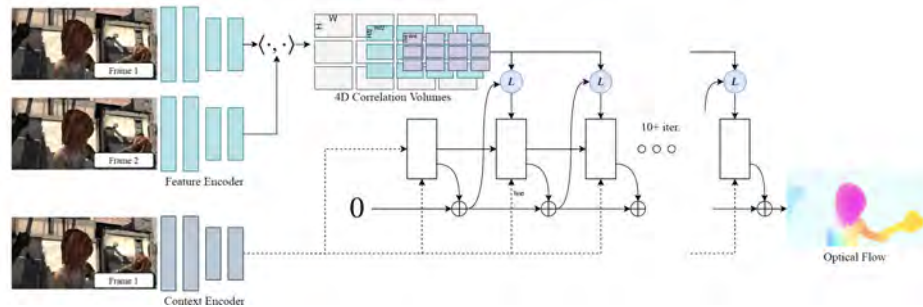 Frame 1
Frame 2
Feature Encoder
Frame 1
Context Encoder
⟨·,·⟩
H W
4D Correlation Volumes
L
L
L
10+ iter.
0
Optical Flow